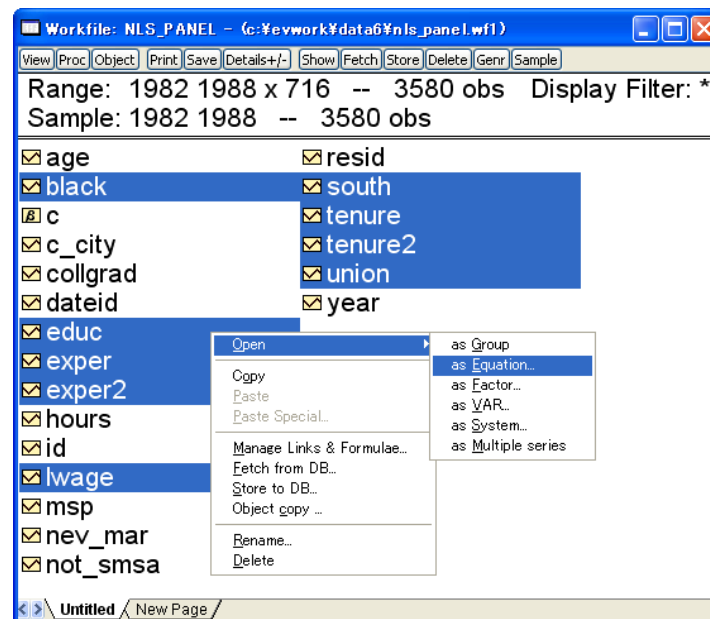 Workfile: NLS_PANEL - (c:¥evwork¥data6¥nls_panel.wf1)
View Proc Object Print Save Details+/- Show Fetch Store Delete Genr Sample
Range: 1982 1988 x 716 -- 3580 obs Display Filter: *
Sample: 1982 1988 -- 3580 obs
age
black
β c
c_city
collgrad
dateid
educ
exper
exper2
hours
id
lwage
msp
nev_mar
not_smsa
resid
south
tenure
tenure2
union
year
Open
Copy
Paste
Paste Special...
Manage Links & Formulae...
Fetch from DB...
Store to DB...
Object copy ...
Rename...
Delete
as Group
as Equation...
as Factor...
as VAR...
as System...
as Multiple series
Untitled New Page